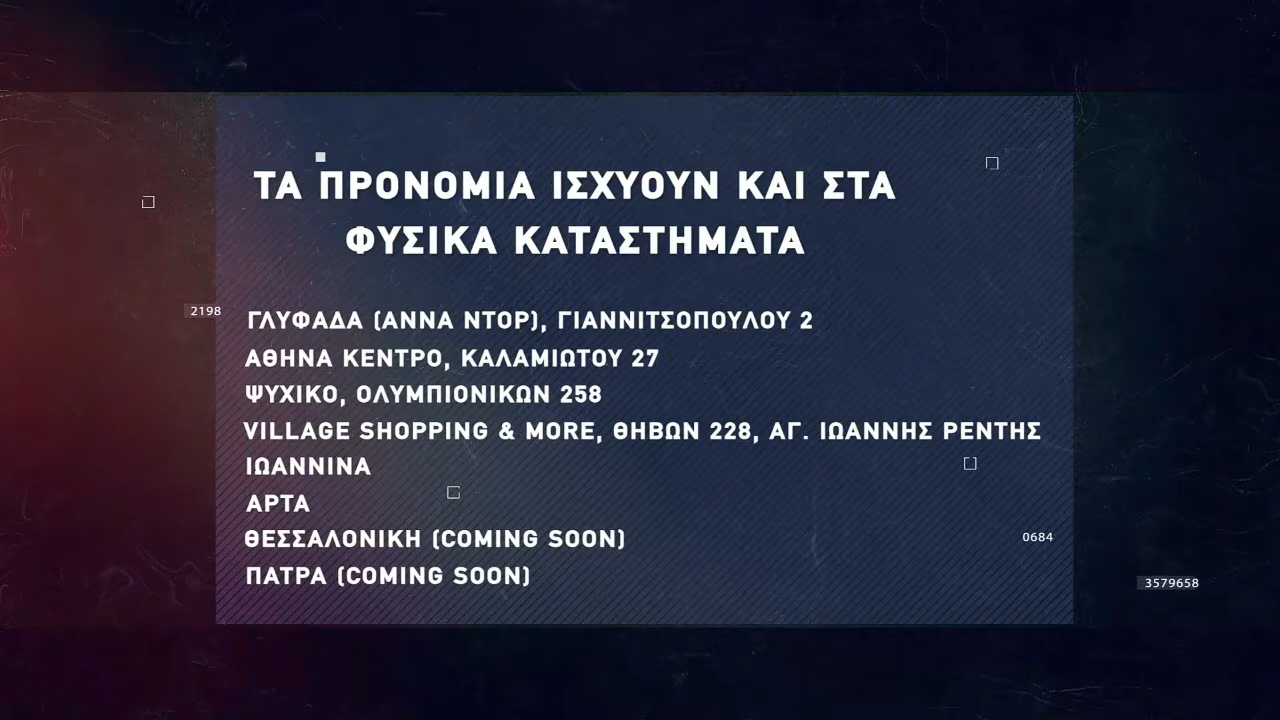 ΤΑ ΠΡΟΝΟΜΙΑ ΙΣΧΥΟΥΝ ΚΑΙ ΣΤΑ
ΦΥΣΙΚΑ ΚΑΤΑΣΤΗΜΑΤΑ
2198
ΓΛΥΦΑΔΑ (ΑΝΝΑ ΝΤΟΡ), ΓΙΑΝΝΙΤΣΟΠΟΥΛΟΥ 2
ΑΘΗΝΑ ΚΕΝΤΡΟ, ΚΑΛΑΜΙΩΤΟΥ 27
ΨΥΧΙΚΟ, ΟΛΥΜΠΙΟΝΙΚΩΝ 258
VILLAGE SHOPPING & MORE, ΘΗΒΩΝ 228, ΑΓ. ΙΩΑΝΝΗΣ ΡΕΝΤΗΣ
ΙΩΑΝΝΙΝΑ
ΑΡΤΑ
ΘΕΣΣΑΛΟΝΙΚΗ (COMING SOON)
0684
ΠΑΤΡΑ (COMING SOON)
3579658